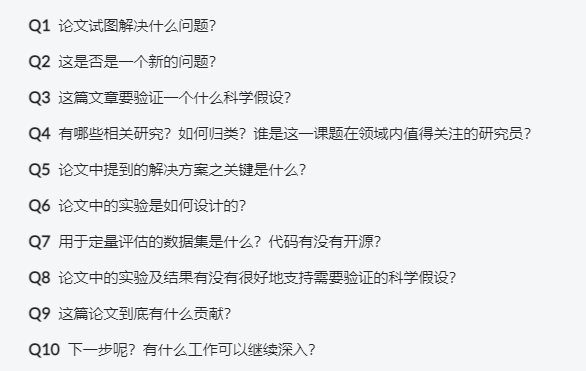 Q1 论文试图解决什么问题？
Q2 这是否是一个新的问题？
Q3 这篇文章要验证一个什么科学假设？
Q4 有哪些相关研究？如何归类？谁是这一课题在领域内值得关注的研究员？
Q5 论文中提到的解决方案之关键是什么？
Q6 论文中的实验是如何设计的？
Q7 用于定量评估的数据集是什么？代码有没有开源？
Q8 论文中的实验及结果有没有很好地支持需要验证的科学假设？
Q9 这篇论文到底有什么贡献？
Q10 下一步呢？有什么工作可以继续深入？